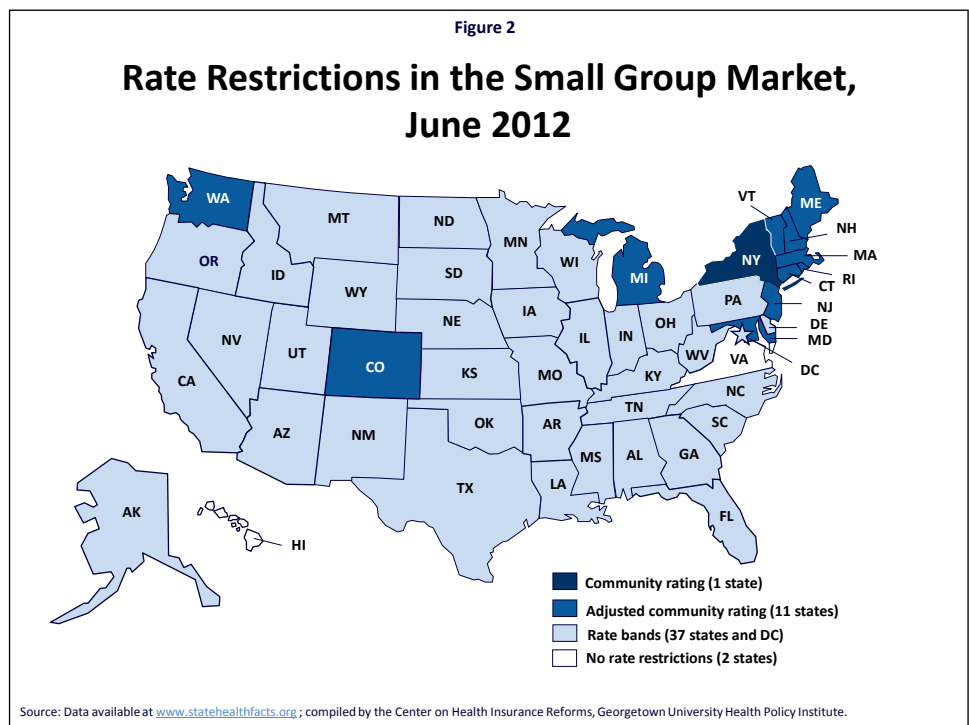 Figure 2
Rate Restrictions in the Small Group Market,
June 2012
WA
MT
ND
MN
VT
ME
NH
MA
RI
CT
NY
WI
MI
OR
ID
SD
WY
IA
PA
NJ
DE
MD
DC
NE
NV
UT
CO
IL
IN
OH
WV
VA
CA
KS
MO
KY
NC
TN
AZ
NM
OK
AR
SC
MS
AL
GA
TX
LA
FL
AK
HI
Community rating (1 state)
Adjusted community rating (11 states)
Rate bands (37 states and DC)
No rate restrictions (2 states)
Source: Data available at www.statehealthfacts.org ; compiled by the Center on Health Insurance Reforms, Georgetown University Health Policy Institute.